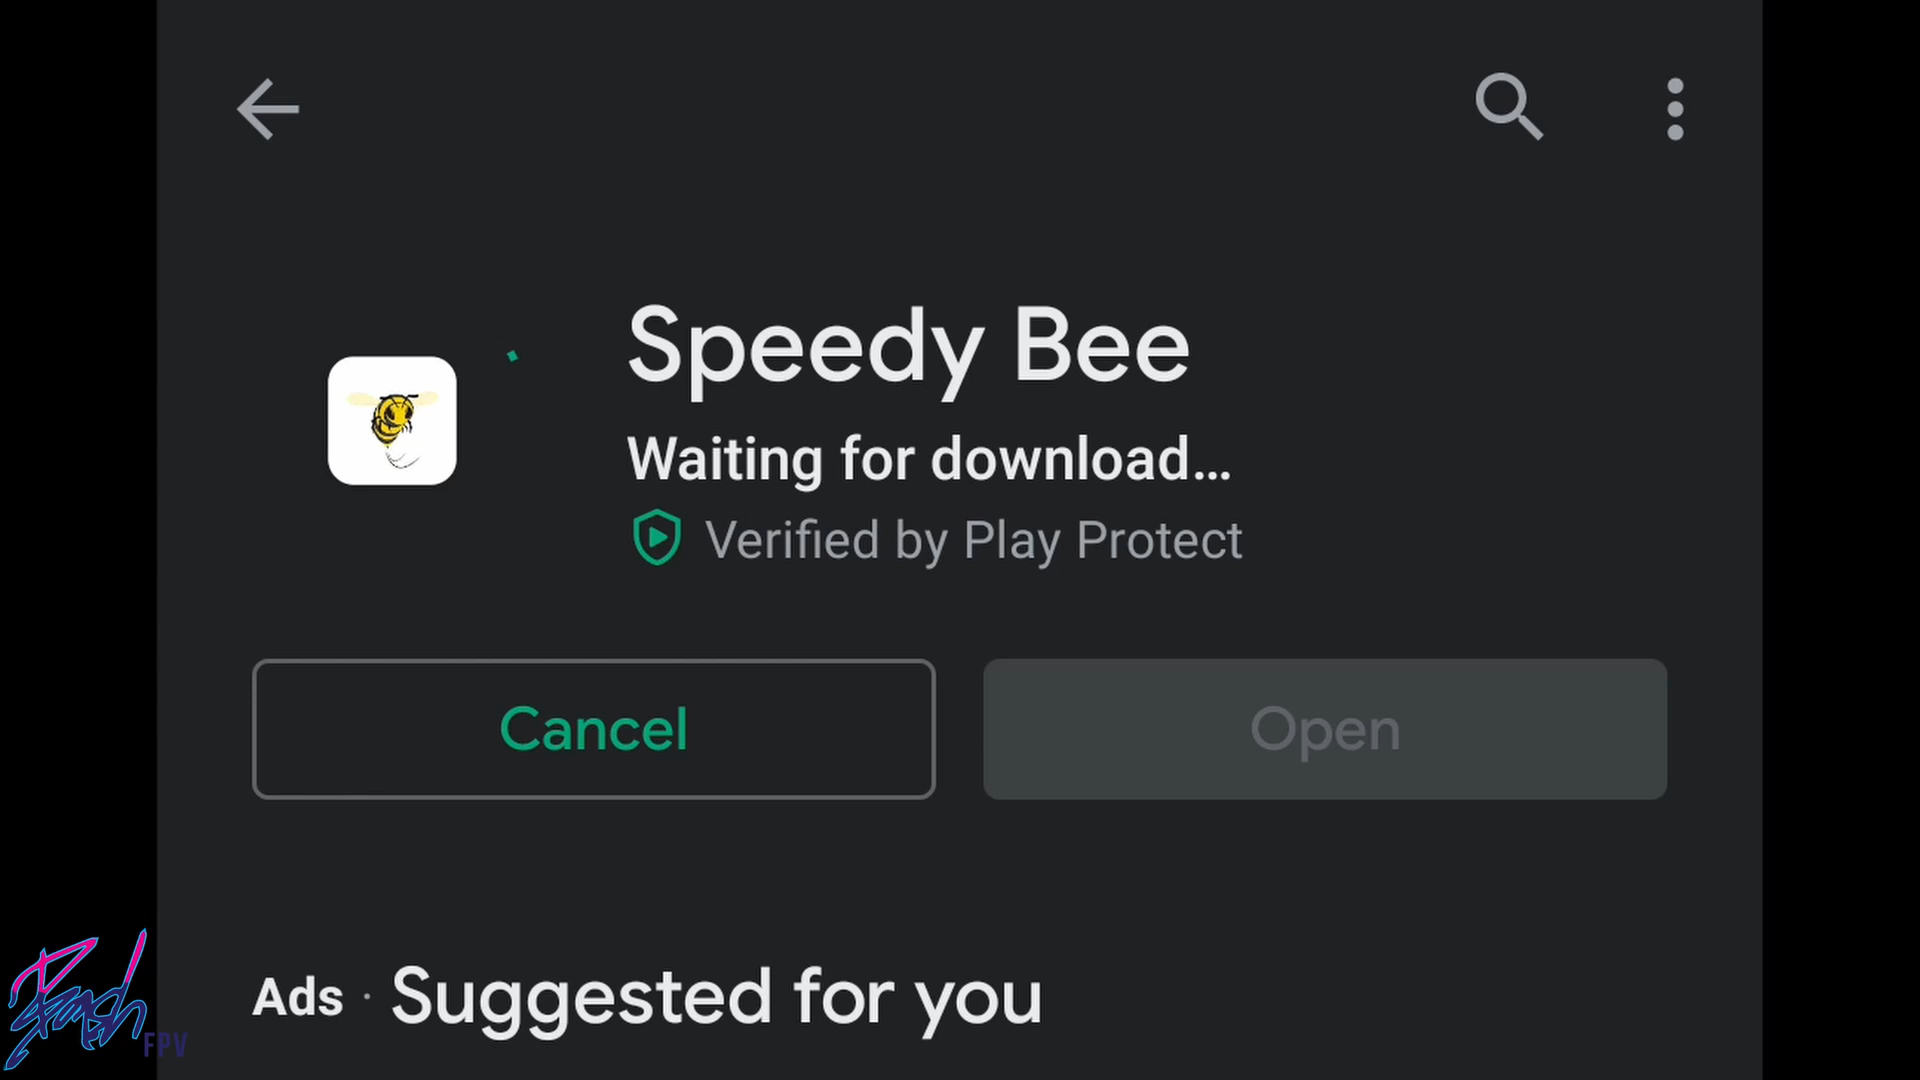 Speedy Bee
Waiting for download...
Verified by Play Protect
Cancel
Open
Ads · Suggested for you
FPV